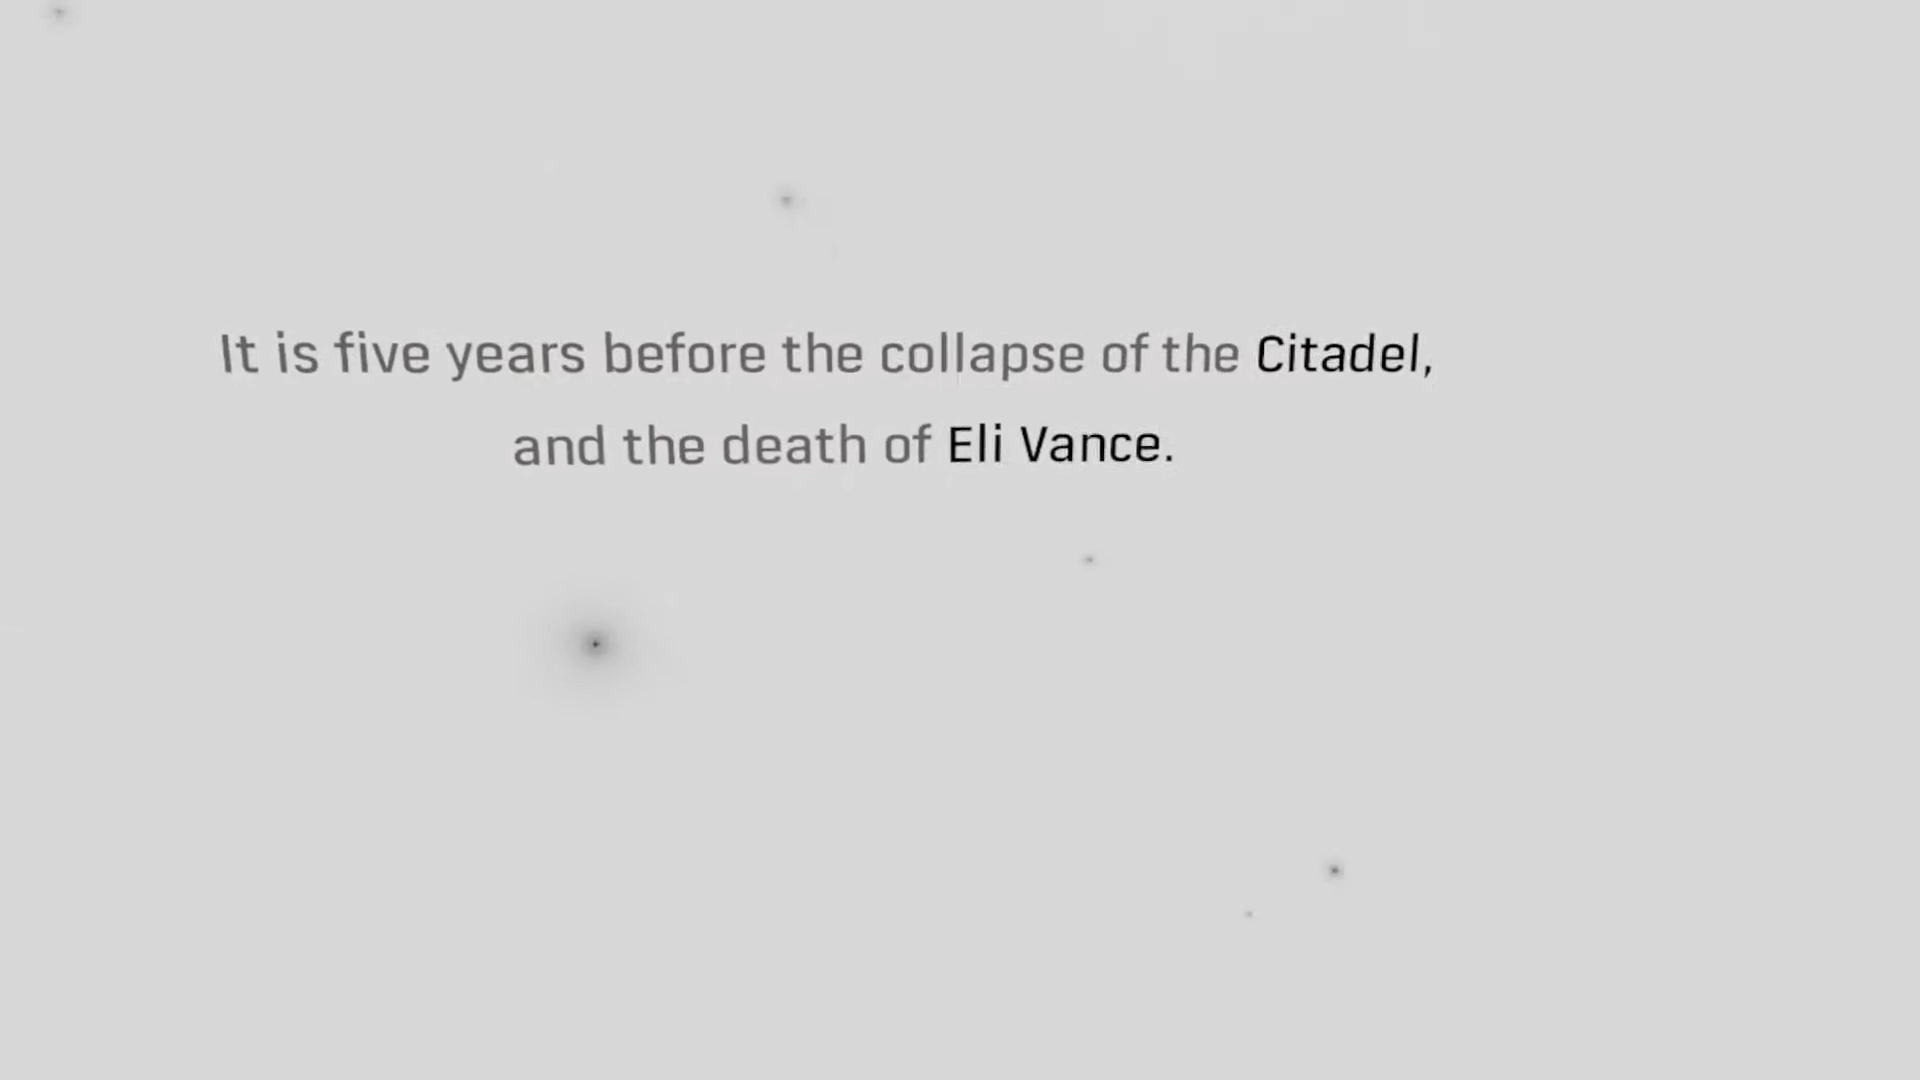 It is five years before the collapse of the Citadel,
and the death of Eli Vance.